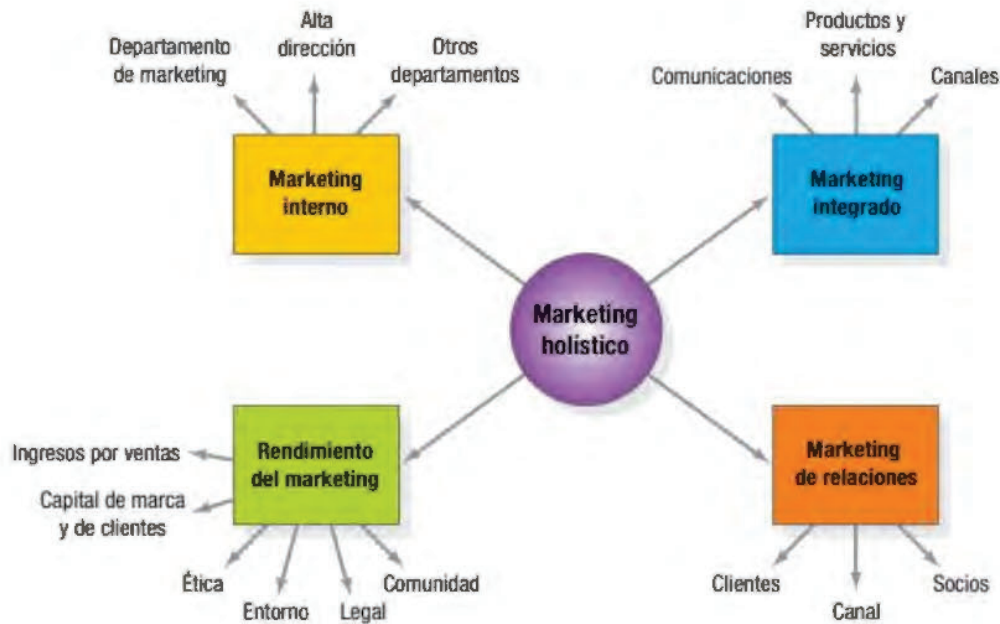 Departamento
de marketing
Alta
dirección
Otros
departamentos
Marketing
interno
Comunicaciones
Productos y
servicios
Canales
Marketing
integrado
Marketing
holístico
Ingresos por ventas
Capital de marca
y de clientes
Rendimiento
del marketing
Ética
Entorno
Legal
Comunidad
Marketing
de relaciones
Clientes
Canal
Socios